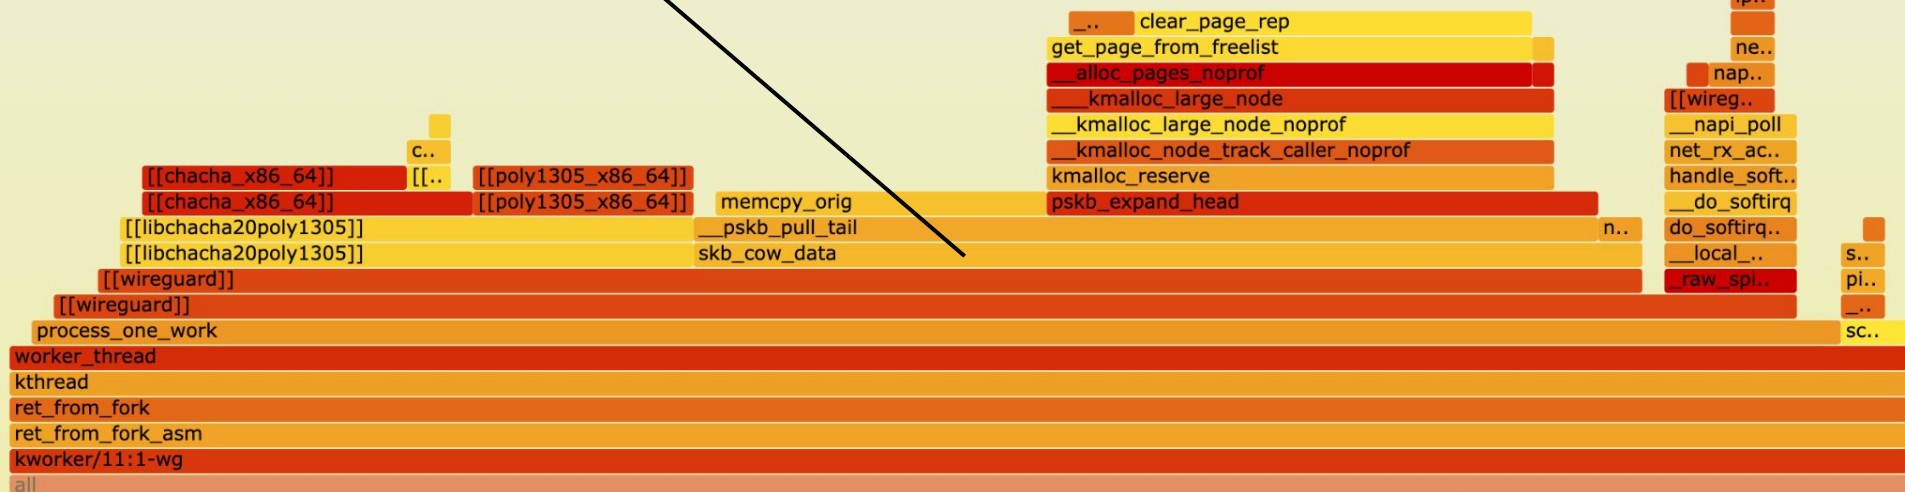 _.. clear_page_rep
get_page_from_freelist ne..
__alloc_pages_noprof nap..
___kmalloc_large_node [[wireg..
__kmalloc_large_node_noprof __napi_poll
c.. __kmalloc_node_track_caller_noprof net_rx_ac..
[[chacha_x86_64]] [[.. [[poly1305_x86_64]] kmalloc_reserve handle_soft..
[[chacha_x86_64]] [[poly1305_x86_64]] memcpy_orig pskb_expand_head __do_softirq
[[libchacha20poly1305]] __pskb_pull_tail n.. do_softirq..
[[libchacha20poly1305]] skb_cow_data __local_.. s..
[[wireguard]] _raw_spi.. pi..
[[wireguard]] _..
process_one_work sc..
worker_thread
kthread
ret_from_fork
ret_from_fork_asm
kworker/11:1-wg
all